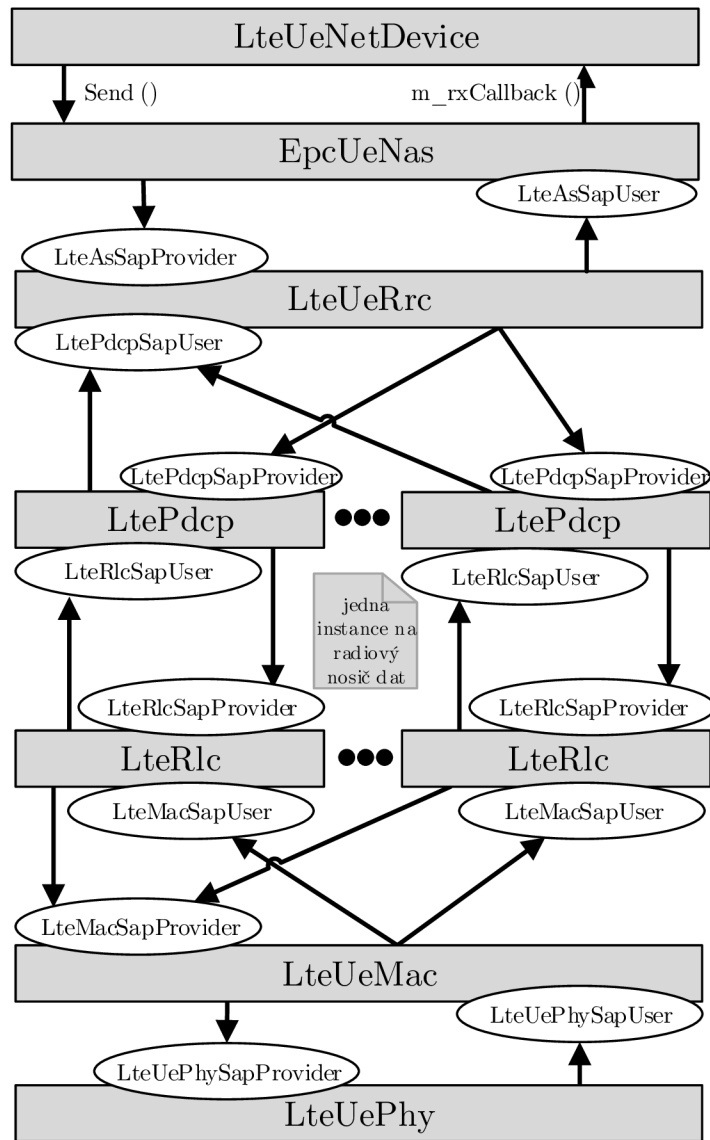 LteUeNetDevice
Send ()
m_rxCallback ()
EpcUeNas
LteAsSapUser
LteAsSapProvider
LteUeRrc
LtePdcpSapUser
LtePdcpSapProvider
LtePdcpSapProvider
LtePdcp
LtePdcp
LteRlcSapUser
LteRlcSapUser
jedna
instance na
radiový
nosič dat
LteRlcSapProvider
LteRlcSapProvider
LteRlc
LteRlc
LteMacSapUser
LteMacSapUser
LteMacSapProvider
LteUeMac
LteUePhySapUser
LteUePhySapProvider
LteUePhy